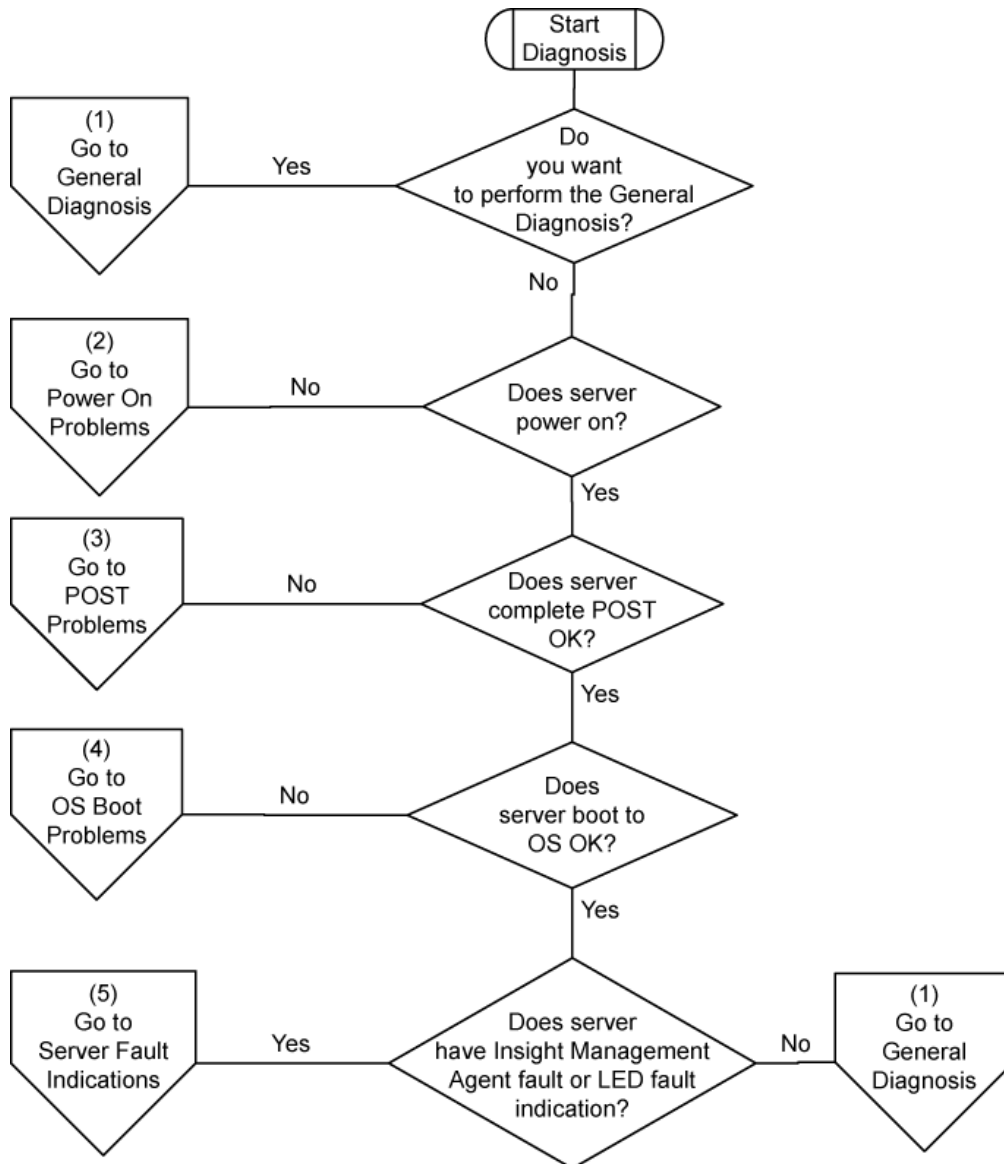 Start
Diagnosis
(1)
Go to
General
Diagnosis
Yes
Do
you want
to perform the General
Diagnosis?
No
(2)
Go to
Power On
Problems
No
Does server
power on?
Yes
(3)
Go to
POST
Problems
No
Does server
complete POST
OK?
Yes
(4)
Go to
OS Boot
Problems
No
Does
server boot to
OS OK?
Yes
(5)
Go to
Server Fault
Indications
Yes
Does server
have Insight Management
Agent fault or LED fault
indication?
No
(1)
Go to
General
Diagnosis